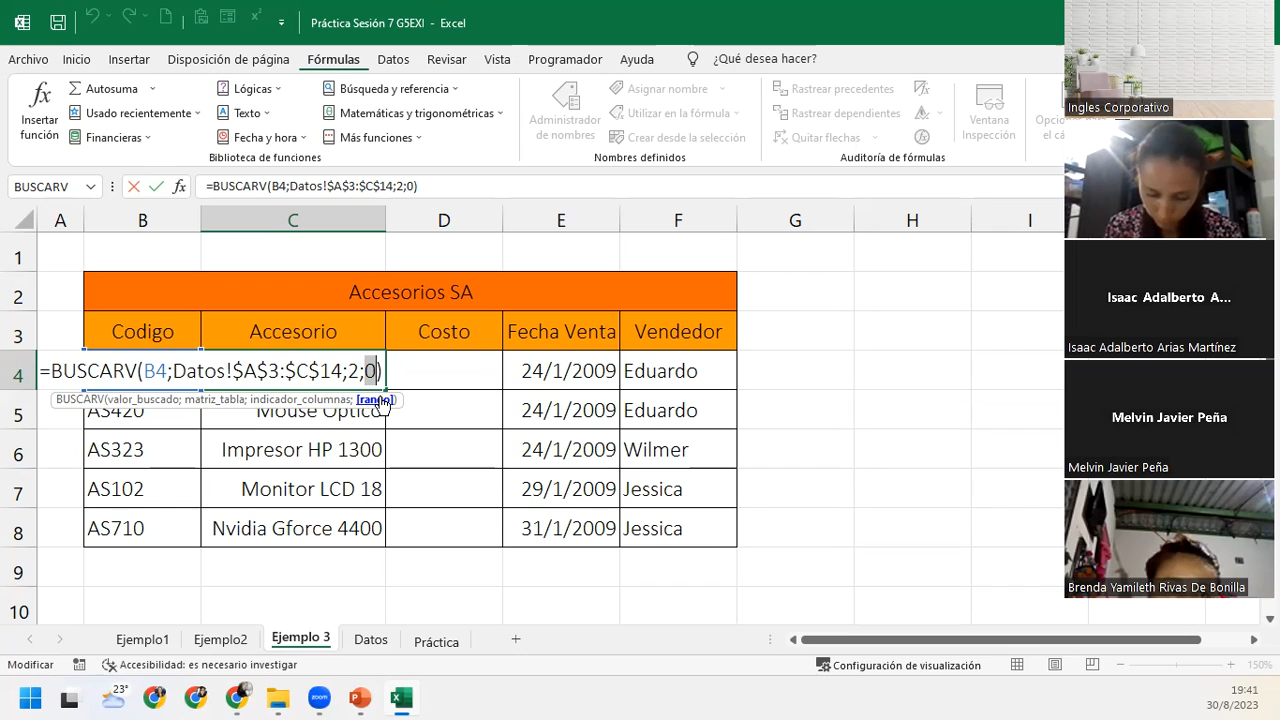 Práctica Sesión 7 G5EXI - Excel
Archivo Inicio Insertar Disposición de página Fórmulas Datos Revisar Vista Programador Ayuda ¿Qué desea hacer?
Insertar función
Autosuma
Usado recientemente
Financieras
Lógicas
Texto
Fecha y hora
Búsqueda y referencia
Matemáticas y trigonométricas
Más funciones
Biblioteca de funciones
Administrador de nombres
Asignar nombre
Utilizar en la fórmula
Crear desde la selección
Nombres definidos
Rastrear precedentes
Rastrear dependientes
Quitar flechas
Auditoría de fórmulas
Ventana Inspección
BUSCARV
fx
=BUSCARV(B4;Datos!$A$3:$C$14;2;0)
A B C D E F G H I
1
2 Accesorios SA
3 Codigo Accesorio Costo Fecha Venta Vendedor
4 =BUSCARV(B4;Datos!$A$3:$C$14;2;0) 24/1/2009 Eduardo
BUSCARV(valor_buscado; matriz_tabla; indicador_columnas; [rango])
5 AS420 Mouse Optico 24/1/2009 Eduardo
6 AS323 Impresor HP 1300 24/1/2009 Wilmer
7 AS102 Monitor LCD 18 29/1/2009 Jessica
8 AS710 Nvidia Gforce 4400 31/1/2009 Jessica
9
10
Ejemplo1 Ejemplo2 Ejemplo 3 Datos Práctica
Modificar Accesibilidad: es necesario investigar Configuración de visualización 150%
23°
19:41
30/8/2023
Ingles Corporativo
Isaac Adalberto A...
Isaac Adalberto Arias Martínez
Melvin Javier Peña
Melvin Javier Peña
Brenda Yamileth Rivas De Bonilla